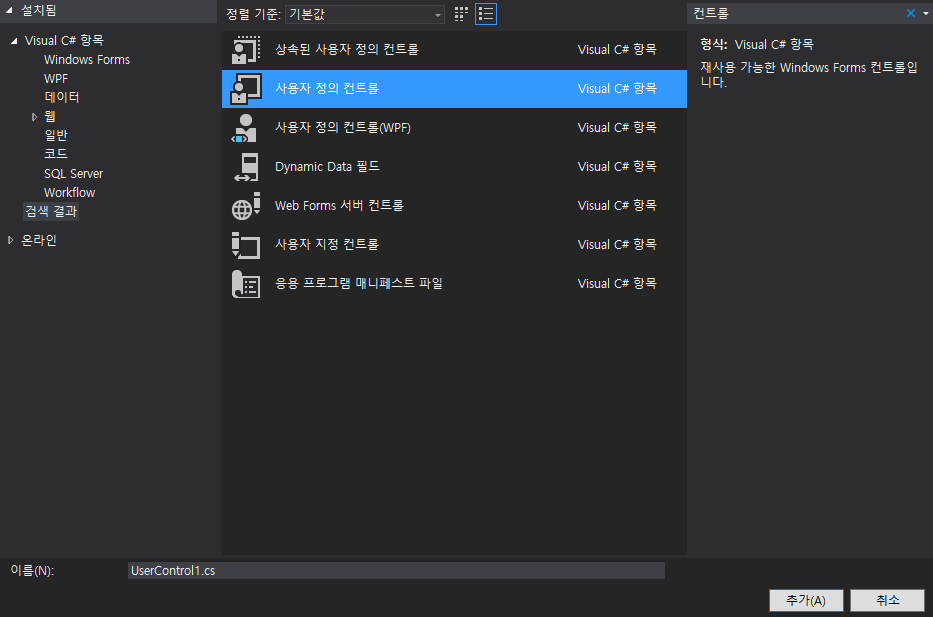 설치됨
정렬 기준: 기본값
컨트롤
Visual C# 항목
Windows Forms
WPF
데이터
웹
일반
코드
SQL Server
Workflow
검색 결과
온라인
상속된 사용자 정의 컨트롤 Visual C# 항목
사용자 정의 컨트롤 Visual C# 항목
사용자 정의 컨트롤(WPF) Visual C# 항목
Dynamic Data 필드 Visual C# 항목
Web Forms 서버 컨트롤 Visual C# 항목
사용자 지정 컨트롤 Visual C# 항목
응용 프로그램 매니페스트 파일 Visual C# 항목
형식: Visual C# 항목
재사용 가능한 Windows Forms 컨트롤입
니다.
이름(N): UserControl1.cs
추가(A) 취소